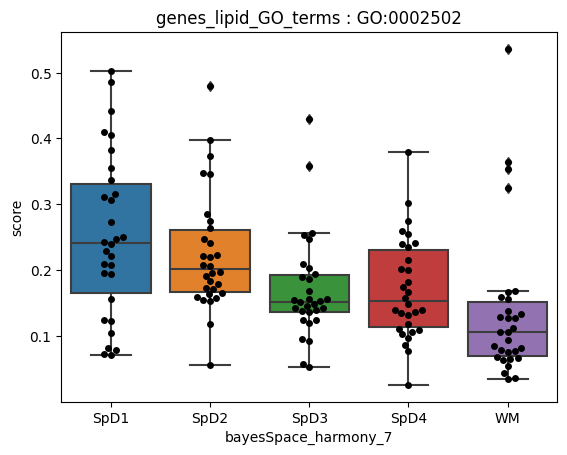 genes_lipid_GO_terms : GO:0002502
score
0.5
0.4
0.3
0.2
0.1
SpD1 SpD2 SpD3 SpD4 WM
bayesSpace_harmony_7